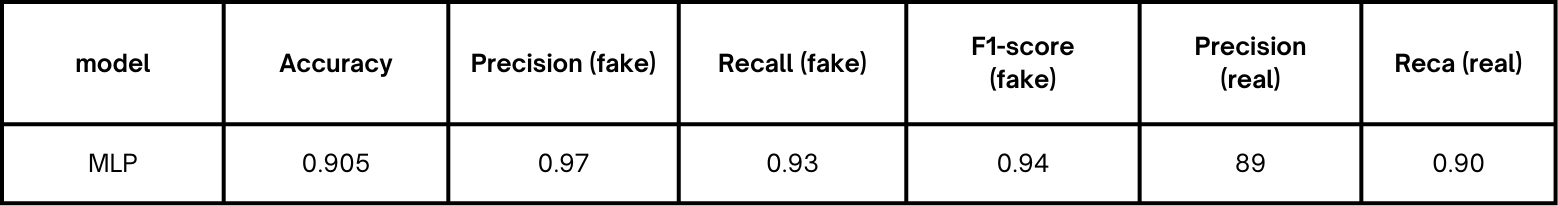 model Accuracy Precision (fake) Recall (fake) F1-score (fake) Precision (real) Reca (real)
MLP 0.905 0.97 0.93 0.94 89 0.90